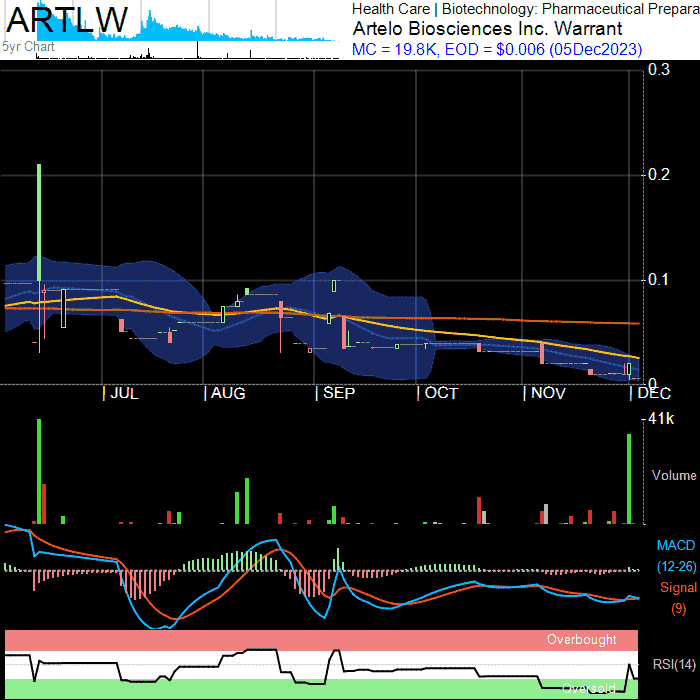 ARTLW
Health Care | Biotechnology: Pharmaceutical Prepara
Artelo Biosciences Inc. Warrant
MC = 19.8K, EOD = $0.006 (05Dec2023)
5yr Chart
0.3
0.2
0.1
0
| JUL | AUG | SEP | OCT | NOV | DEC
41k
Volume
MACD
(12-26)
Signal
(9)
Overbought
RSI(14)
Oversold